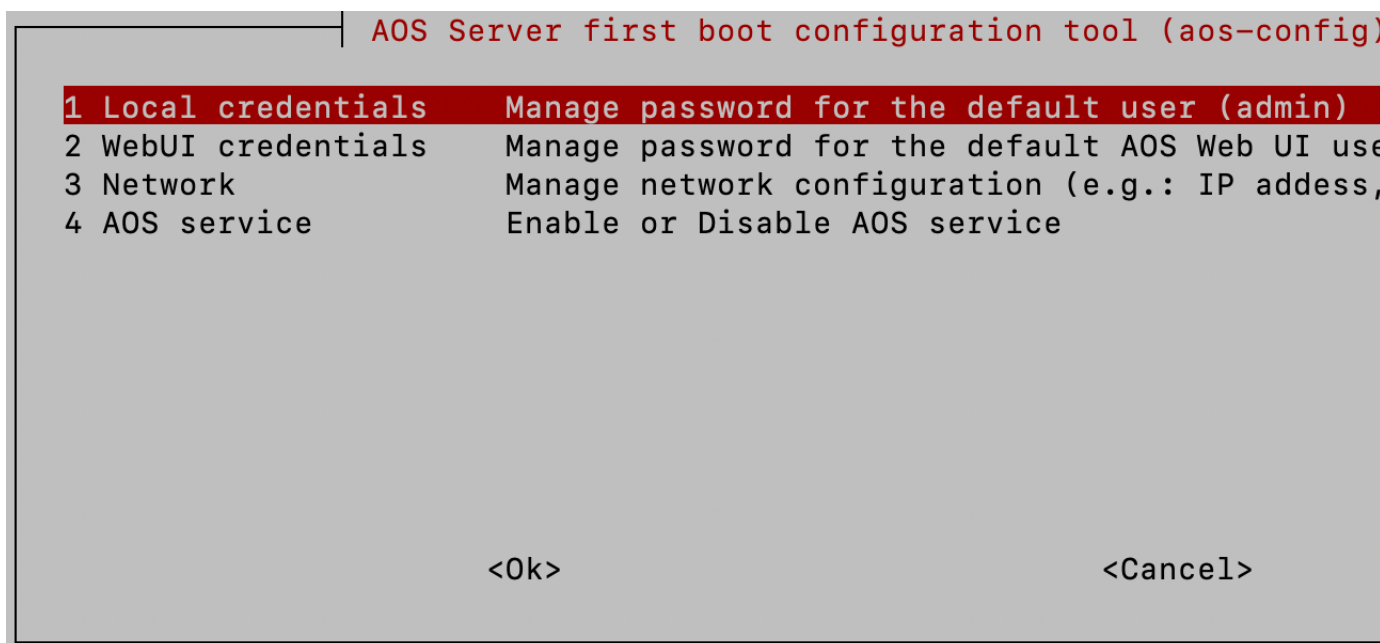 AOS Server first boot configuration tool (aos-config)
1 Local credentials Manage password for the default user (admin)
2 WebUI credentials Manage password for the default AOS Web UI use
3 Network Manage network configuration (e.g.: IP addess,
4 AOS service Enable or Disable AOS service
<Ok> <Cancel>